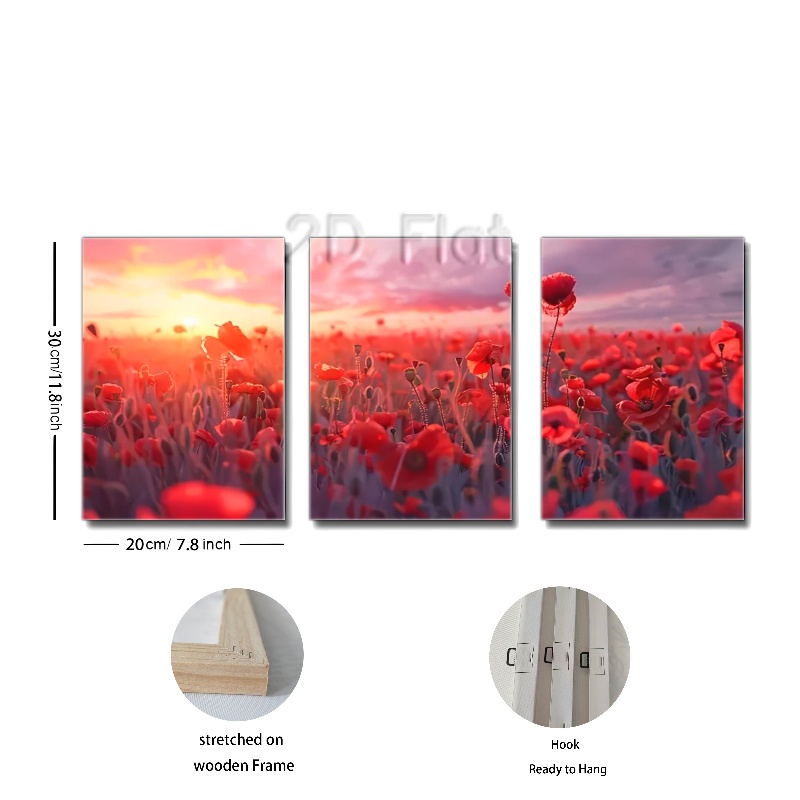 2D Flat
30cm/11.8inch
20cm/ 7.8 inch
stretched on
wooden Frame
Hook
Ready to Hang